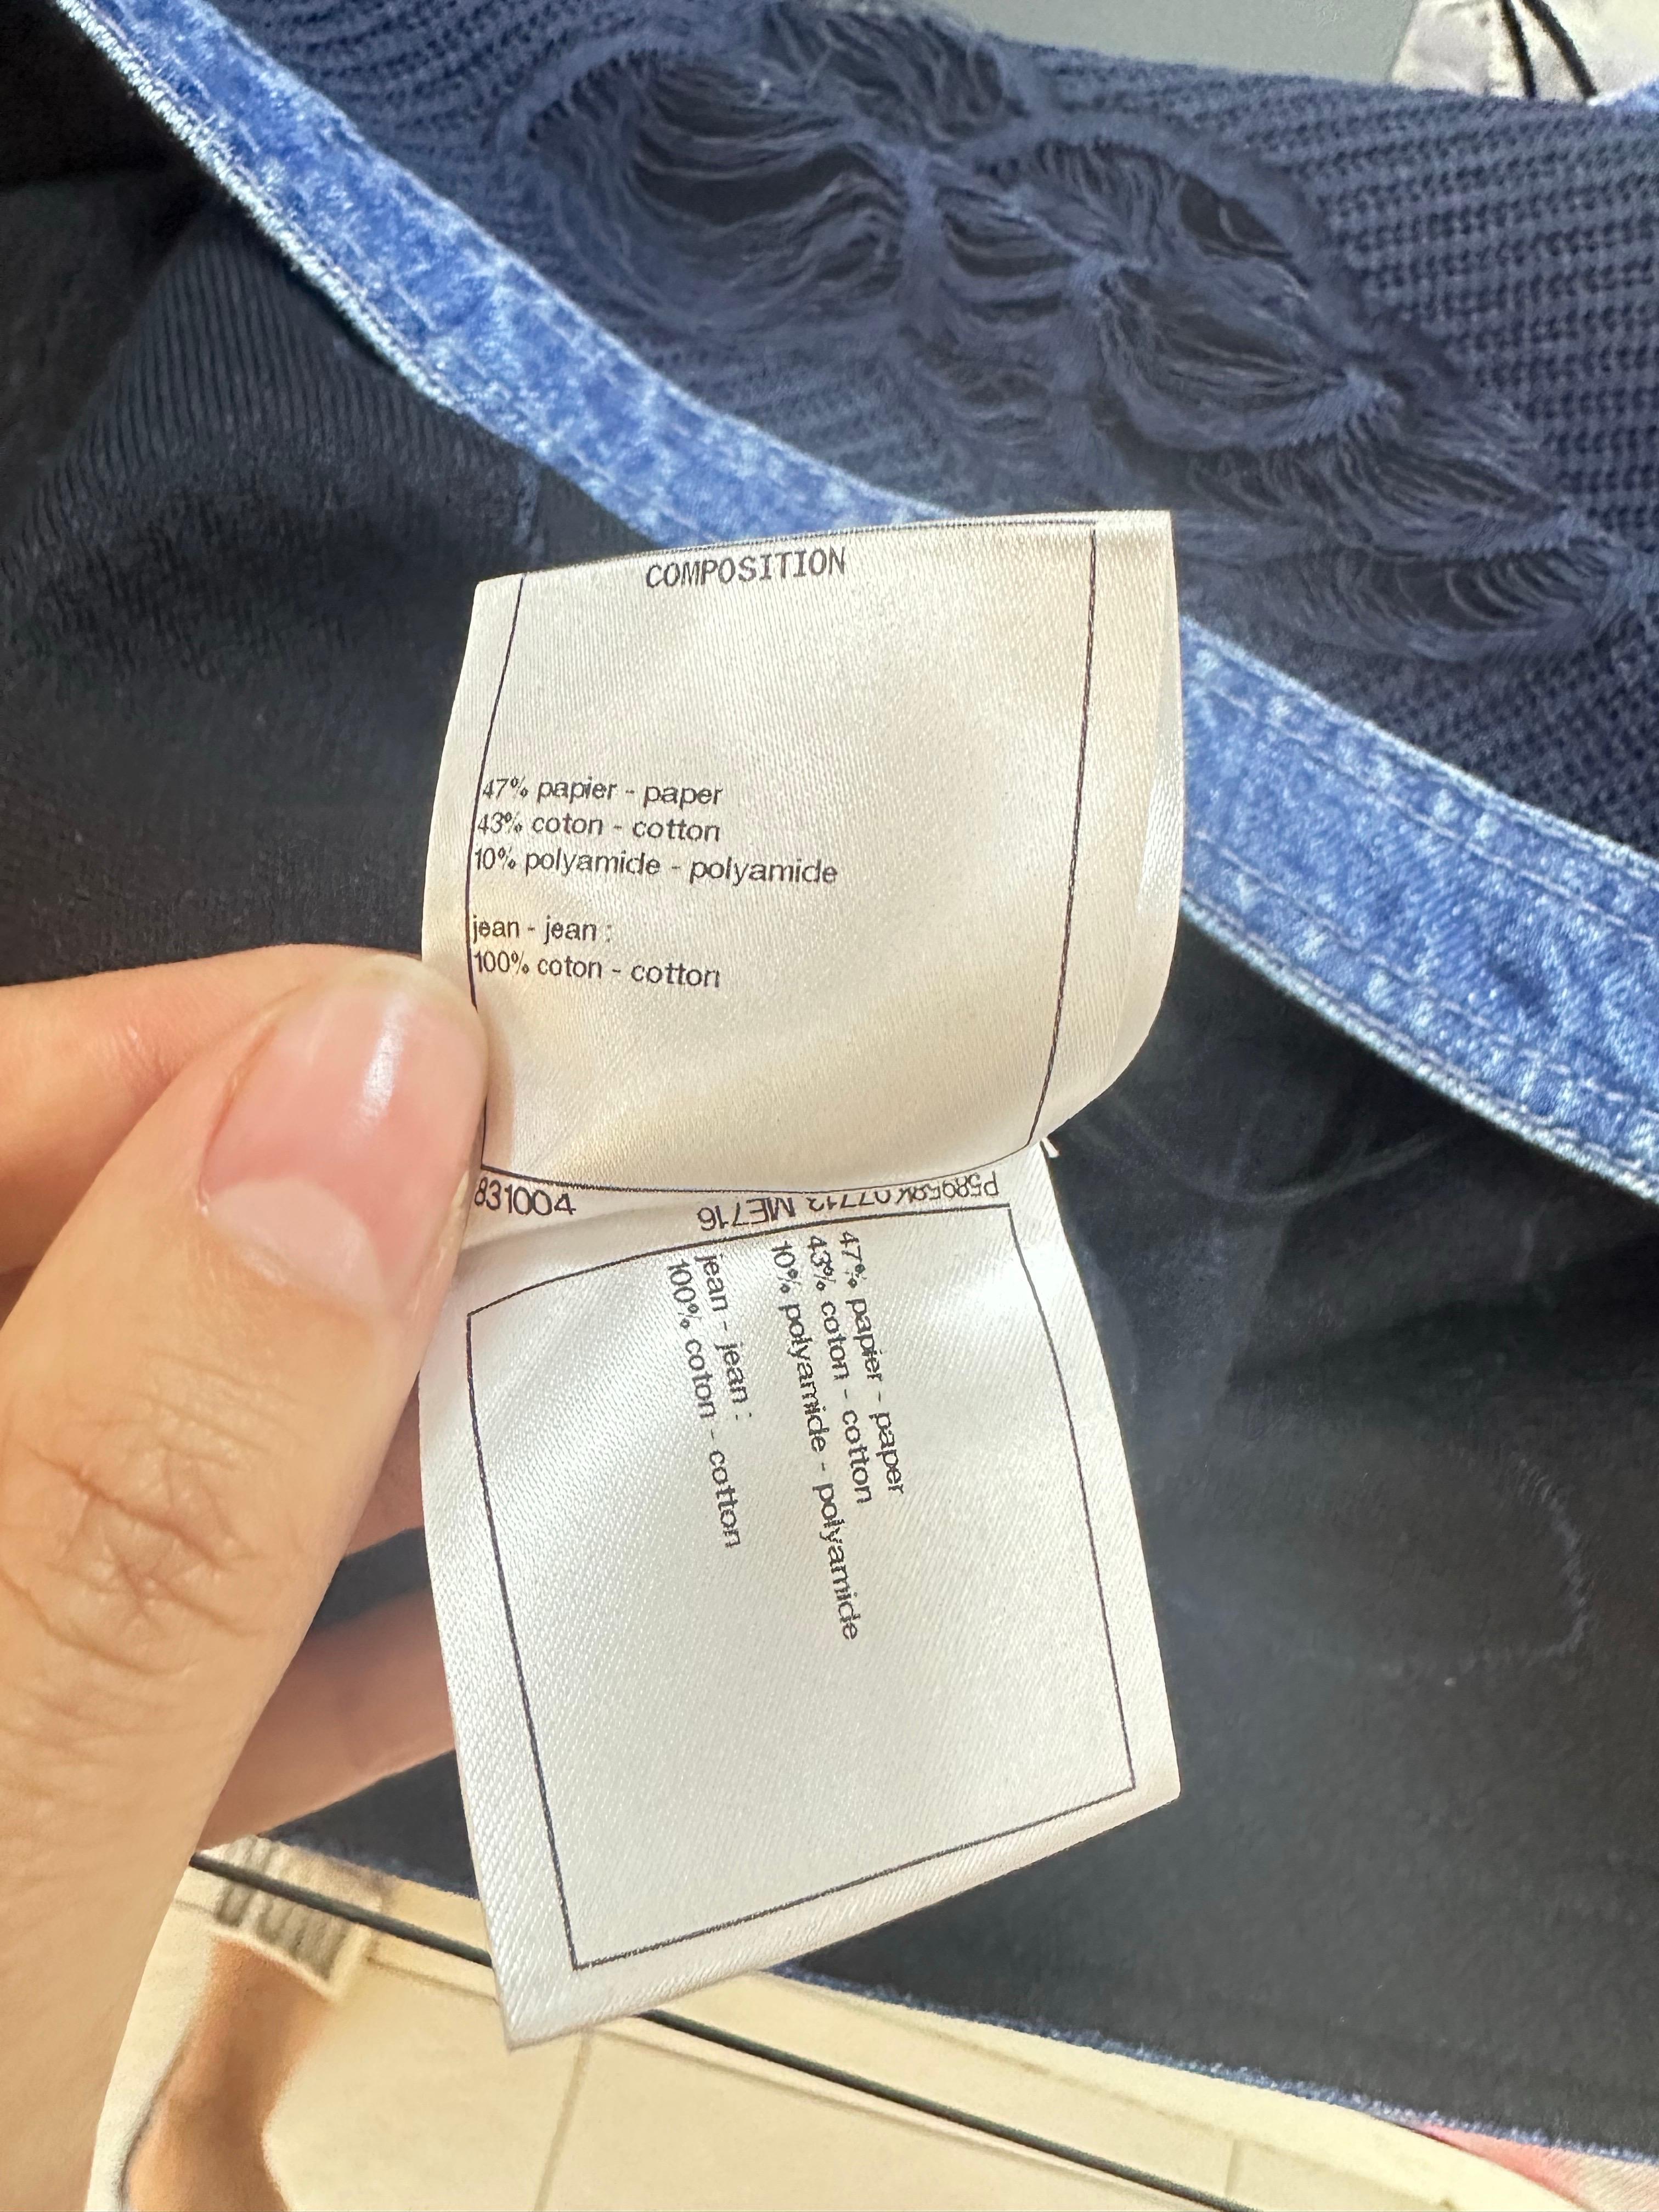 COMPOSITION
47% papier - paper
43% coton - cotton
10% polyamide - polyamide
jean - jean :
100% coton - cotton
831004
ME716
47% papier - paper
43% coton - cotton
10% polyamide - polyamide
jean - jean :
100% coton - cotton